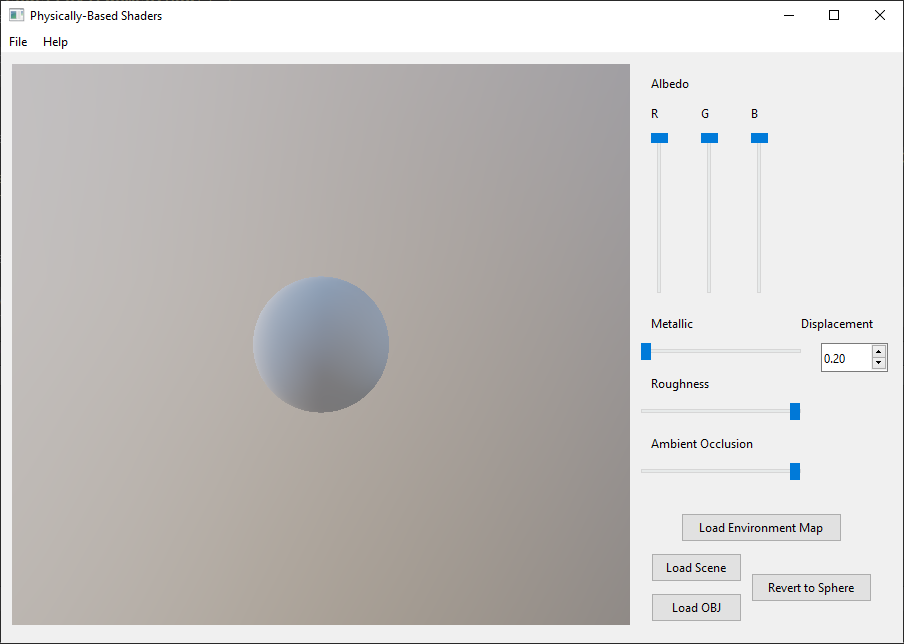 Physically-Based Shaders
File Help
Albedo
R G B
Metallic Displacement
0.20
Roughness
Ambient Occlusion
Load Environment Map
Load Scene
Revert to Sphere
Load OBJ